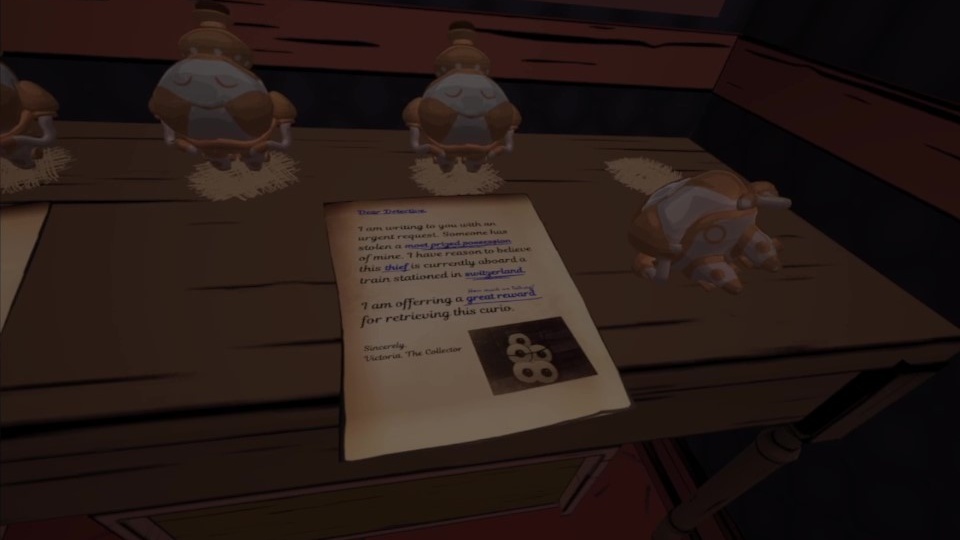 Dear Detective,
I am writing to you with an
urgent request. Someone has
stolen a most prized possession
of mine. I have reason to believe
this thief is currently aboard a
train stationed in switzerland.
I am offering a great reward
for retrieving this curio.
Sincerely,
Victoria, The Collector